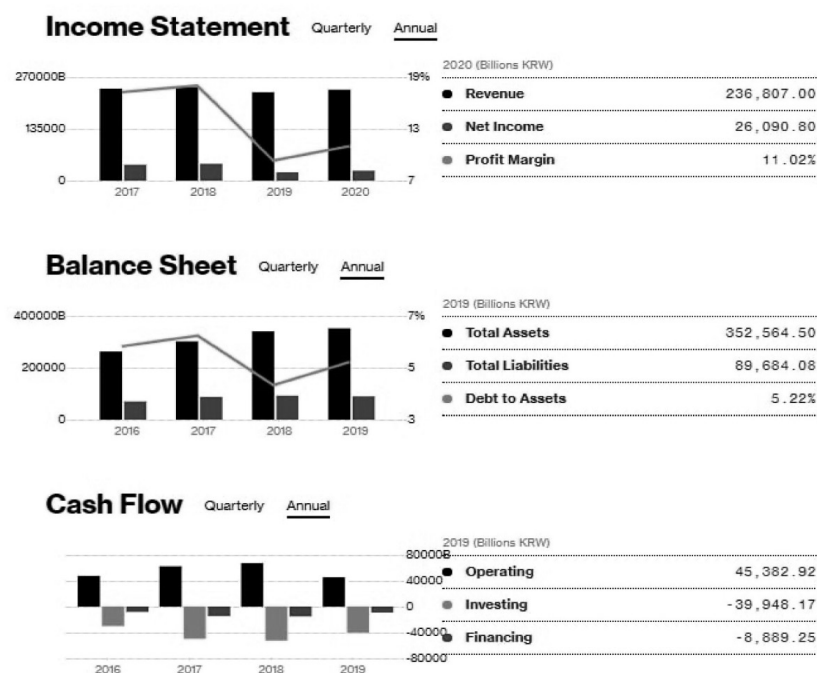 Income Statement Quarterly Annual
270000B 19% 2020 (Billions KRW)
Revenue 236,807.00
135000 13 Net Income 26,090.80
Profit Margin 11.02%
0 7
2017 2018 2019 2020
Balance Sheet Quarterly Annual
400000B 7% 2019 (Billions KRW)
Total Assets 352,564.50
200000 5 Total Liabilities 89,684.08
Debt to Assets 5.22%
0 3
2016 2017 2018 2019
Cash Flow Quarterly Annual
2019 (Billions KRW)
80000B
Operating 45,382.92
40000
0 Investing -39,948.17
-40000 Financing -8,889.25
-80000
2016 2017 2018 2019